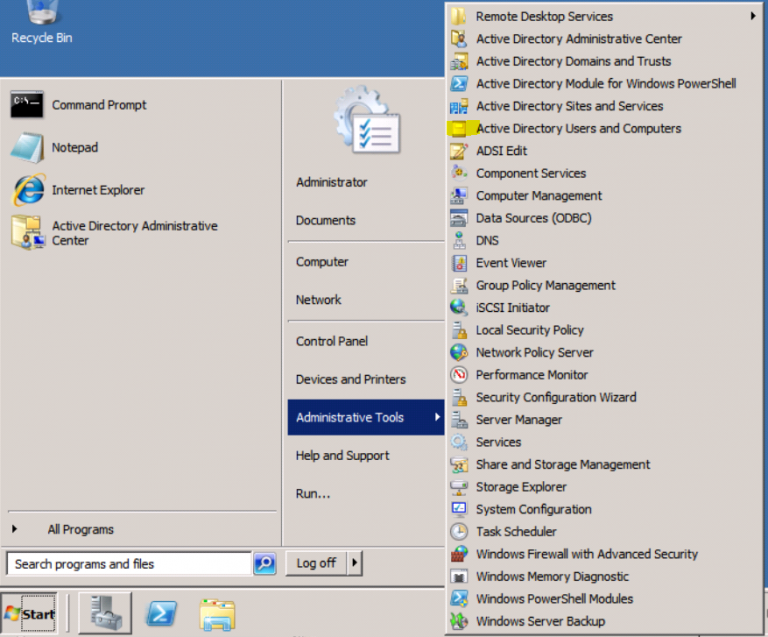 Recycle Bin
Command Prompt
Notepad
Internet Explorer
Active Directory Administrative
Center
All Programs
Search programs and files
Administrator
Documents
Computer
Network
Control Panel
Devices and Printers
Administrative Tools
Help and Support
Run...
Log off
Remote Desktop Services
Active Directory Administrative Center
Active Directory Domains and Trusts
Active Directory Module for Windows PowerShell
Active Directory Sites and Services
Active Directory Users and Computers
ADSI Edit
Component Services
Computer Management
Data Sources (ODBC)
DNS
Event Viewer
Group Policy Management
iSCSI Initiator
Local Security Policy
Network Policy Server
Performance Monitor
Security Configuration Wizard
Server Manager
Services
Share and Storage Management
Storage Explorer
System Configuration
Task Scheduler
Windows Firewall with Advanced Security
Windows Memory Diagnostic
Windows PowerShell Modules
Windows Server Backup
Start